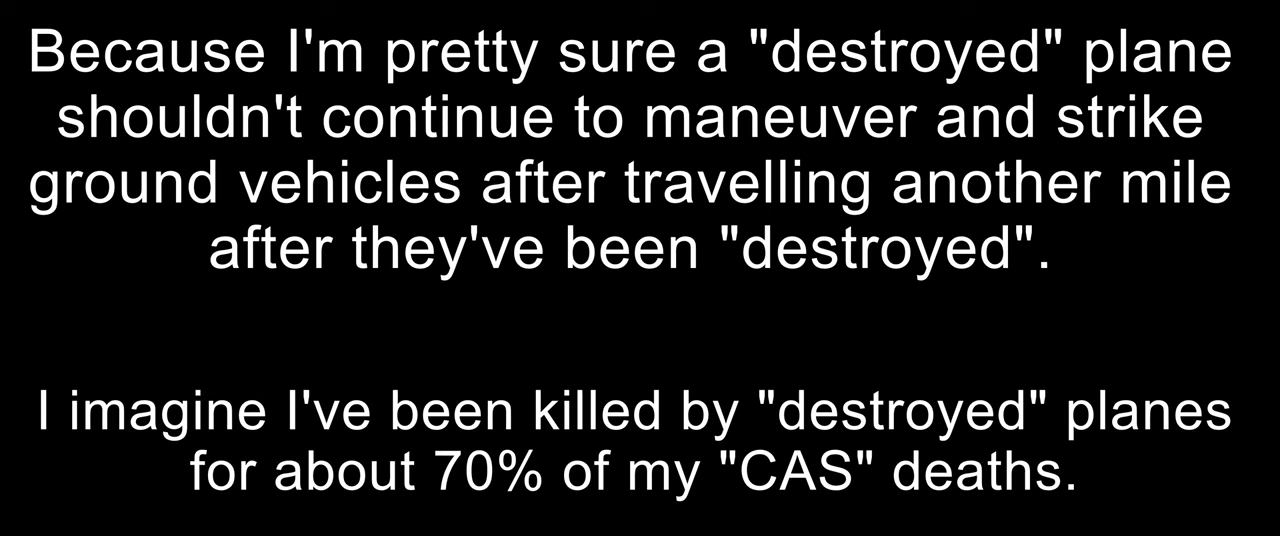 Because I'm pretty sure a "destroyed" plane
shouldn't continue to maneuver and strike
ground vehicles after travelling another mile
after they've been "destroyed".
I imagine I've been killed by "destroyed" planes
for about 70% of my "CAS" deaths.